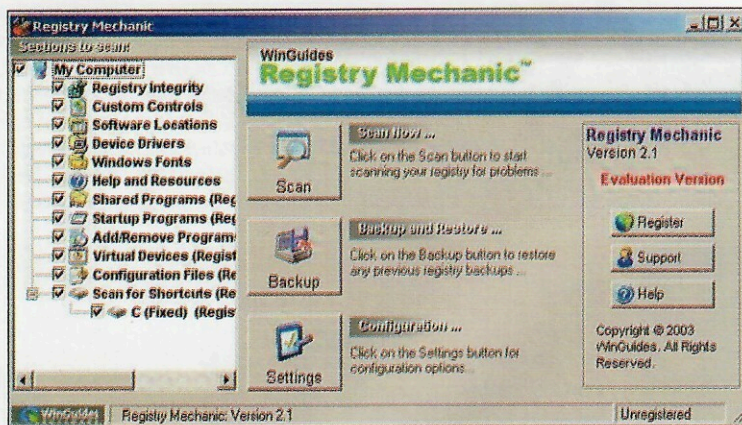 Registry Mechanic
Sections to scan:
My Computer
Registry Integrity
Custom Controls
Software Locations
Device Drivers
Windows Fonts
Help and Resources
Shared Programs (Reg
Startup Programs (Reg
Add/Remove Program
Virtual Devices (Regist
Configuration Files (Re
Scan for Shortcuts (Re
C (Fixed) (Regis
WinGuides
Registry Mechanic™
Scan
Scan Now ...
Click on the Scan button to start
scanning your registry for problems ...
Backup
Backup and Restore ...
Click on the Backup button to restore
any previous registry backups ...
Settings
Configuration ...
Click on the Settings button for
configuration options ...
Registry Mechanic
Version 2.1
Evaluation Version
Register
Support
Help
Copyright © 2003
WinGuides. All Rights
Reserved.
WinGuides
Registry Mechanic: Version 2.1
Unregistered